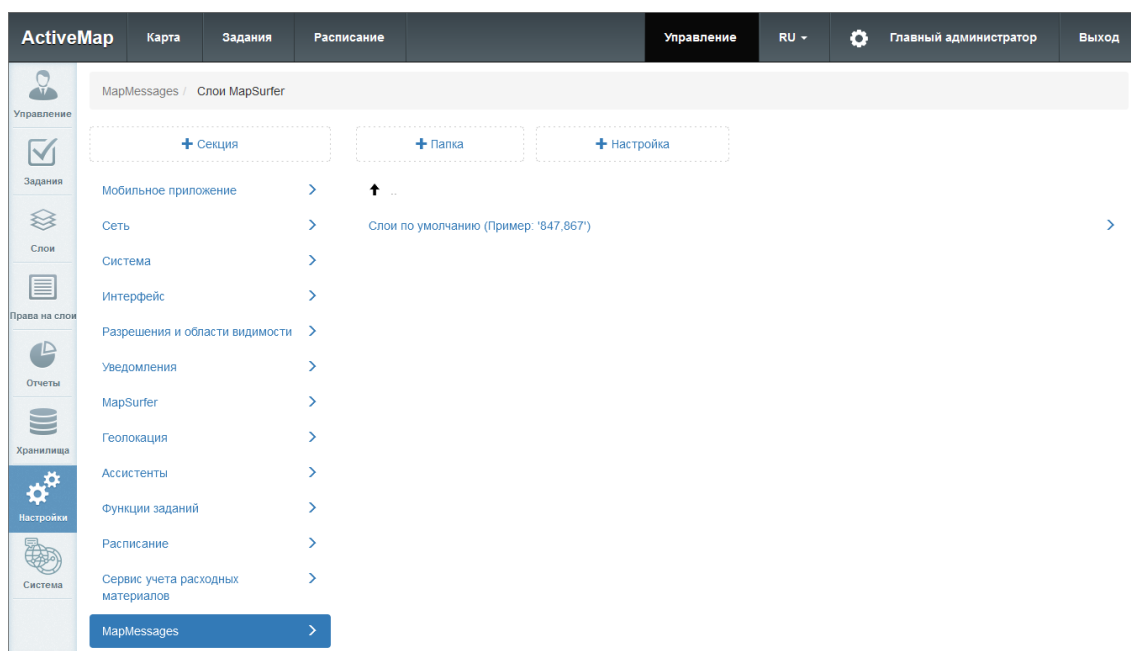 ActiveMap Карта Задания Расписание Управление RU Главный администратор Выход
Управление
Задания
Слои
Права на слои
Отчеты
Хранилища
Настройки
Система
MapMessages / Слои MapSurfer
+ Секция
+ Папка
+ Настройка
Мобильное приложение
Сеть
Система
Интерфейс
Разрешения и области видимости
Уведомления
MapSurfer
Геолокация
Ассистенты
Функции заданий
Расписание
Сервис учета расходных
материалов
MapMessages
..
Слои по умолчанию (Пример: '847,867')